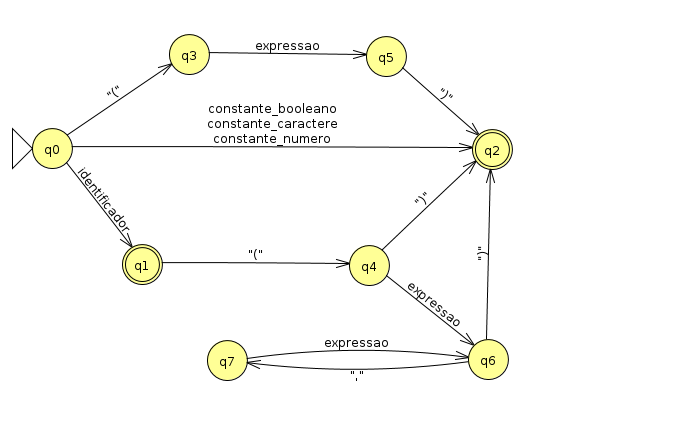 expressao
q3
q5
"("
")"
constante_booleano
constante_caractere
constante_numero
q0
q2
identificador
")"
"("
")"
q1
q4
expressao
expressao
q7
q6
","